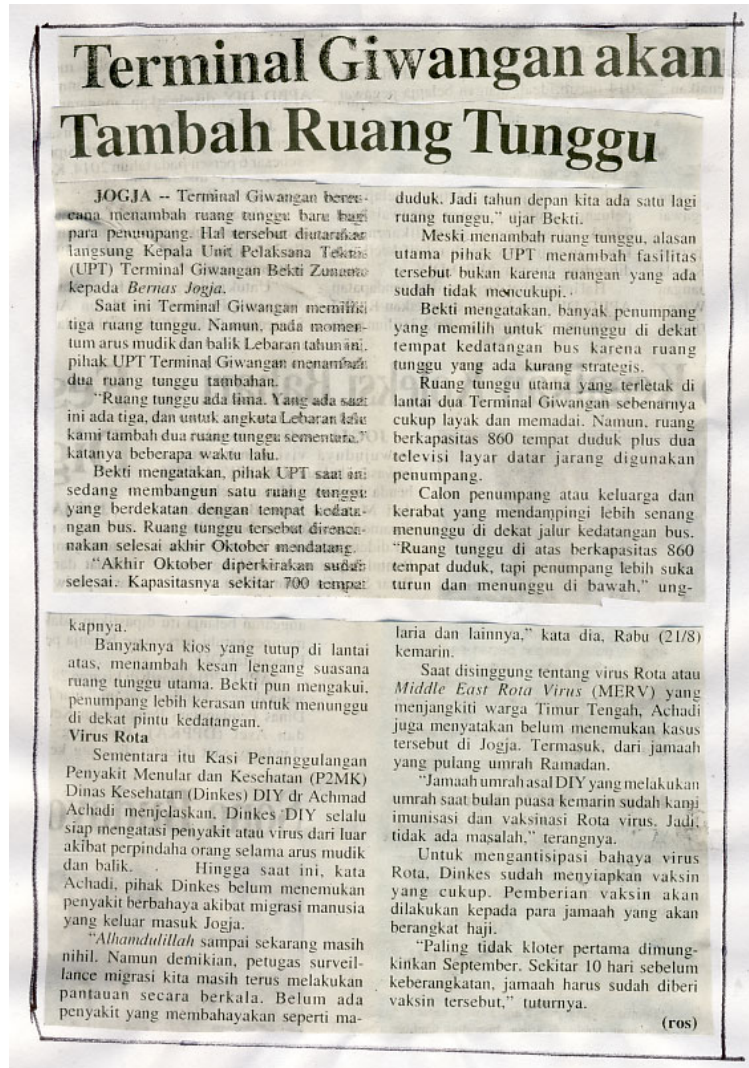 Terminal Giwangan akan
Tambah Ruang Tunggu
JOGJA -- Terminal Giwangan beren-
cana menambah ruang tunggu baru bagi
para penumpang. Hal tersebut diutarakan
langsung Kepala Unit Pelaksana Teknis
(UPT) Terminal Giwangan Bekti
kepada Bernas Jogja.
Saat ini Terminal Giwangan memiliki
tiga ruang tunggu. Namun, pada momen-
tum arus mudik dan balik Lebaran tahun ini,
pihak UPT Terminal Giwangan menambah
dua ruang tunggu tambahan.
“Ruang tunggu ada lima. Yang ada saat
ini ada tiga, dan untuk angkuta Lebaran lalu
kami tambah dua ruang tunggu sementara,”
katanya beberapa waktu lalu.
Bekti mengatakan, pihak UPT saat ini
sedang membangun satu ruang tunggu
yang berdekatan dengan tempat kedata-
ngan bus. Ruang tunggu tersebut direnca-
nakan selesai akhir Oktober mendatang.
“Akhir Oktober diperkirakan sudah
selesai. Kapasitasnya sekitar 700 tempat
duduk. Jadi tahun depan kita ada satu lagi
ruang tunggu,” ujar Bekti.
Meski menambah ruang tunggu, alasan
utama pihak UPT menambah fasilitas
tersebut bukan karena ruangan yang ada
sudah tidak mencukupi.
Bekti mengatakan, banyak penumpang
yang memilih untuk menunggu di dekat
tempat kedatangan bus karena ruang
tunggu yang ada kurang strategis.
Ruang tunggu utama yang terletak di
lantai dua Terminal Giwangan sebenarnya
cukup layak dan memadai. Namun, ruang
berkapasitas 860 tempat duduk plus dua
televisi layar datar jarang digunakan
penumpang.
Calon penumpang atau keluarga dan
kerabat yang mendampingi lebih senang
menunggu di dekat jalur kedatangan bus.
“Ruang tunggu di atas berkapasitas 860
tempat duduk, tapi penumpang lebih suka
turun dan menunggu di bawah,” ung-
kapnya.
Banyaknya kios yang tutup di lantai
atas, menambah kesan lengang suasana
ruang tunggu utama. Bekti pun mengakui,
penumpang lebih kerasan untuk menunggu
di dekat pintu kedatangan.
Virus Rota
Sementara itu Kasi Penanggulangan
Penyakit Menular dan Kesehatan (P2MK)
Dinas Kesehatan (Dinkes) DIY dr Achmad
Achadi menjelaskan, Dinkes DIY selalu
siap mengatasi penyakit atau virus dari luar
akibat perpindaha orang selama arus mudik
dan balik. Hingga saat ini, kata
Achadi, pihak Dinkes belum menemukan
penyakit berbahaya akibat migrasi manusia
yang keluar masuk Jogja.
“Alhamdulillah sampai sekarang masih
nihil. Namun demikian, petugas surveil-
lance migrasi kita masih terus melakukan
pantauan secara berkala. Belum ada
penyakit yang membahayakan seperti ma-
laria dan lainnya,” kata dia, Rabu (21/8)
kemarin.
Saat disinggung tentang virus Rota atau
Middle East Rota Virus (MERV) yang
menjangkiti warga Timur Tengah, Achadi
juga menyatakan belum menemukan kasus
tersebut di Jogja. Termasuk, dari jamaah
yang pulang umrah Ramadan.
“Jamaah umrah asal DIY yang melakukan
umrah saat bulan puasa kemarin sudah kami
imunisasi dan vaksinasi Rota virus. Jadi,
tidak ada masalah,” terangnya.
Untuk mengantisipasi bahaya virus
Rota, Dinkes sudah menyiapkan vaksin
yang cukup. Pemberian vaksin akan
dilakukan kepada para jamaah yang akan
berangkat haji.
“Paling tidak kloter pertama dimung-
kinkan September. Sekitar 10 hari sebelum
keberangkatan, jamaah harus sudah diberi
vaksin tersebut,” tuturnya.
(ros)